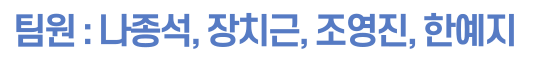 팀원 : 나종석, 장치근, 조영진, 한예지